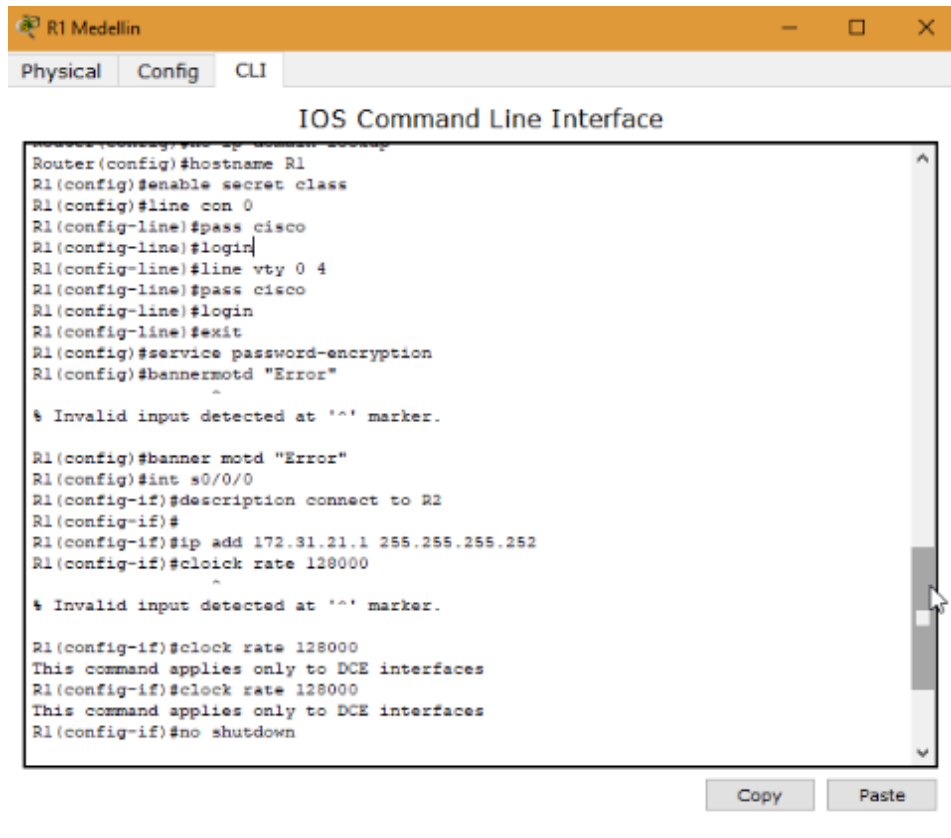 R1 Medellin
Physical Config CLI
IOS Command Line Interface
Router(config)#no ip domain-lookup
Router(config)#hostname R1
R1(config)#enable secret class
R1(config)#line con 0
R1(config-line)#pass cisco
R1(config-line)#login
R1(config-line)#line vty 0 4
R1(config-line)#pass cisco
R1(config-line)#login
R1(config-line)#exit
R1(config)#service password-encryption
R1(config)#bannermotd "Error"
^
% Invalid input detected at '^' marker.
R1(config)#banner motd "Error"
R1(config)#int s0/0/0
R1(config-if)#description connect to R2
R1(config-if)#
R1(config-if)#ip add 172.31.21.1 255.255.255.252
R1(config-if)#cloick rate 128000
^
% Invalid input detected at '^' marker.
R1(config-if)#clock rate 128000
This command applies only to DCE interfaces
R1(config-if)#clock rate 128000
This command applies only to DCE interfaces
R1(config-if)#no shutdown
Copy Paste